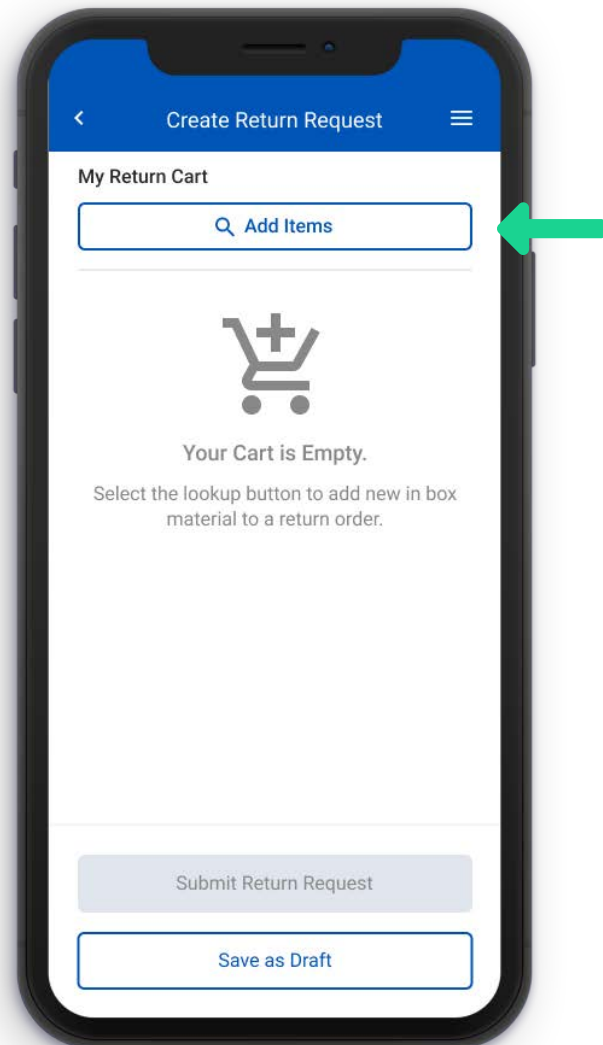 Create Return Request
My Return Cart
Add Items
Your Cart is Empty.
Select the lookup button to add new in box
material to a return order.
Submit Return Request
Save as Draft